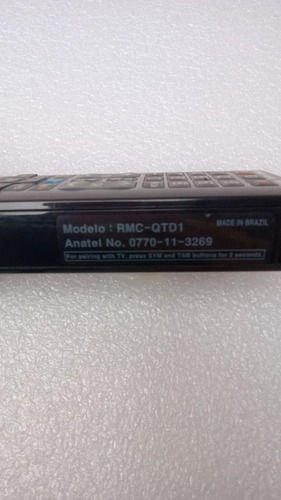 Modelo : RMC-QTD1
MADE IN BRAZIL
Anatel No. 0770-11-3269
For pairing with TV, press SYM and TAB buttons for 2 seconds.